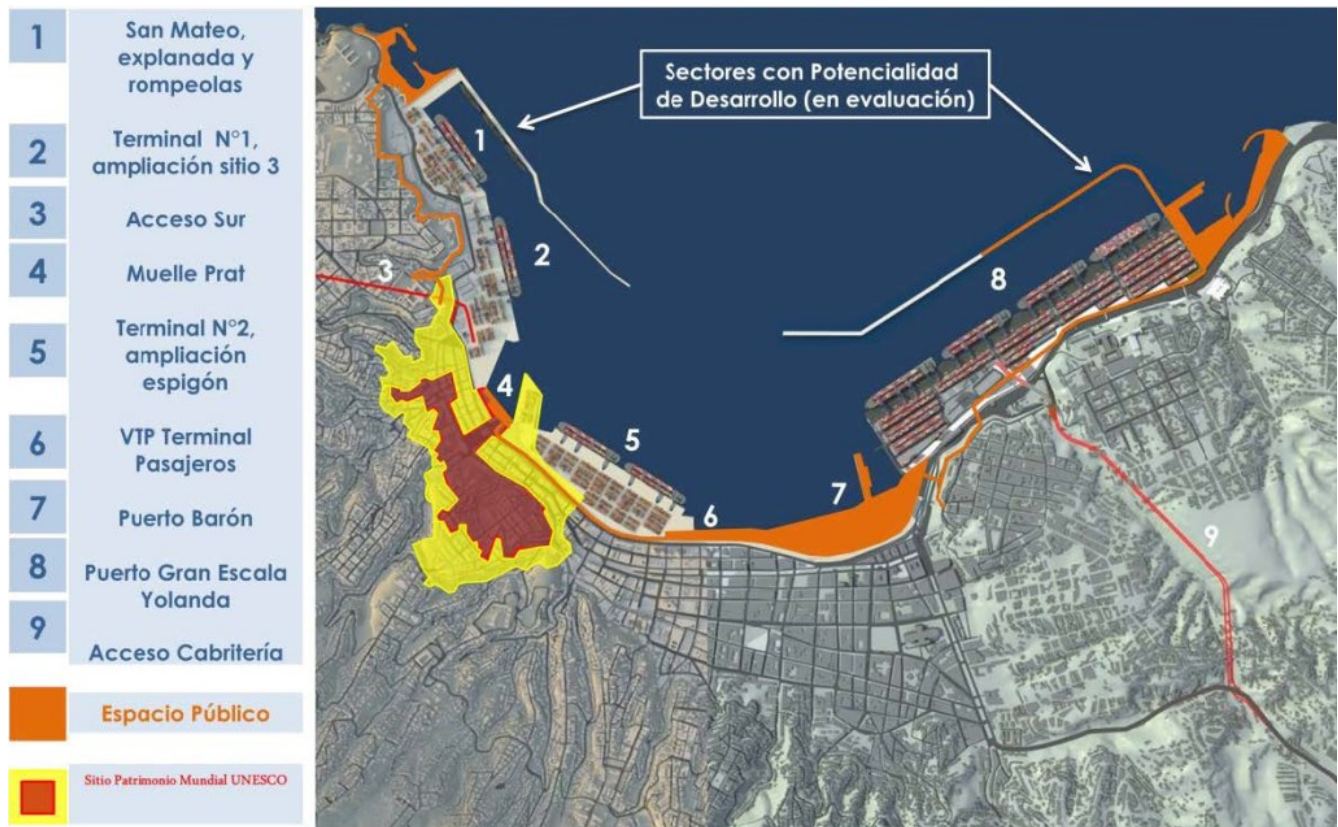 1
San Mateo,
explanada y
rompeolas
2
Terminal N°1,
ampliación sitio 3
3
Acceso Sur
4
Muelle Prat
5
Terminal N°2,
ampliación
espigón
6
VTP Terminal
Pasajeros
7
Puerto Barón
8
Puerto Gran Escala
Yolanda
9
Acceso Cabritería
Espacio Público
Sitio Patrimonio Mundial UNESCO
Sectores con Potencialidad
de Desarrollo (en evaluación)
1
2
3
4
5
6
7
8
9